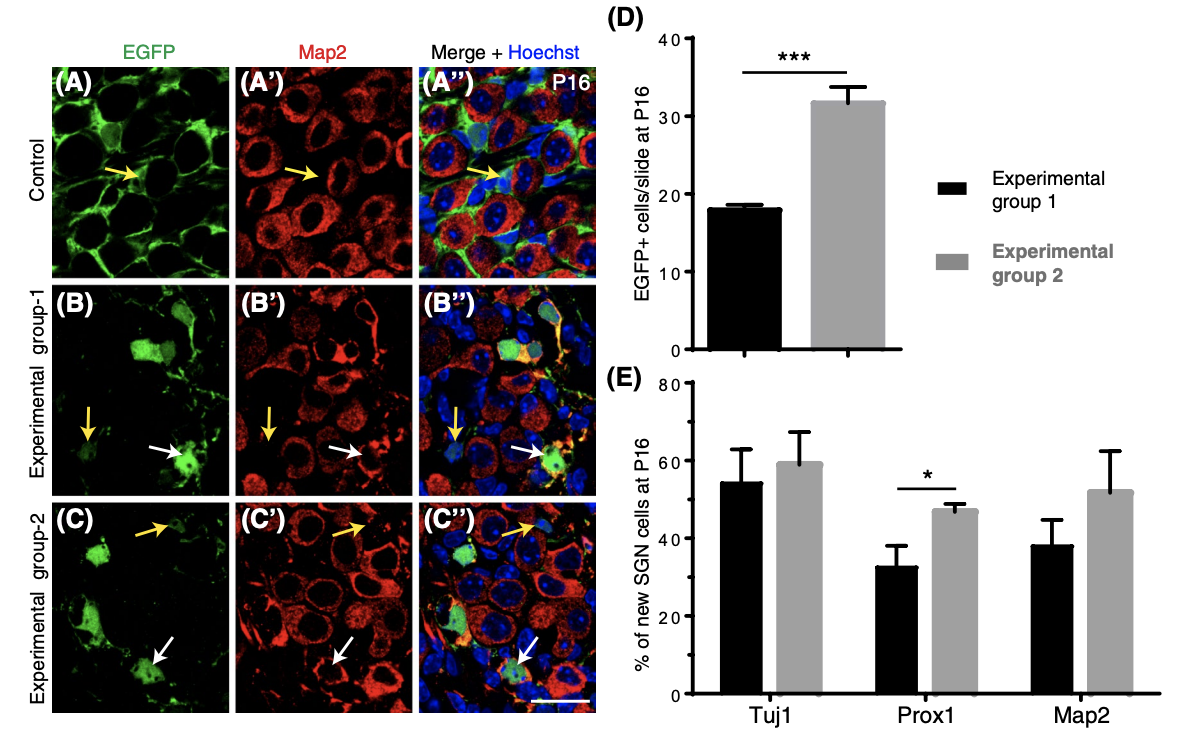 EGFP
Map2
Merge + Hoechst
Control
(A)
(A')
(A'')
P16
Experimental group-1
(B)
(B')
(B'')
Experimental group-2
(C)
(C')
(C'')
(D)
EGFP+ cells/slide at P16
40
30
20
10
0
***
Experimental
group 1
Experimental
group 2
(E)
% of new SGN cells at P16
80
60
40
20
0
*
Tuj1
Prox1
Map2